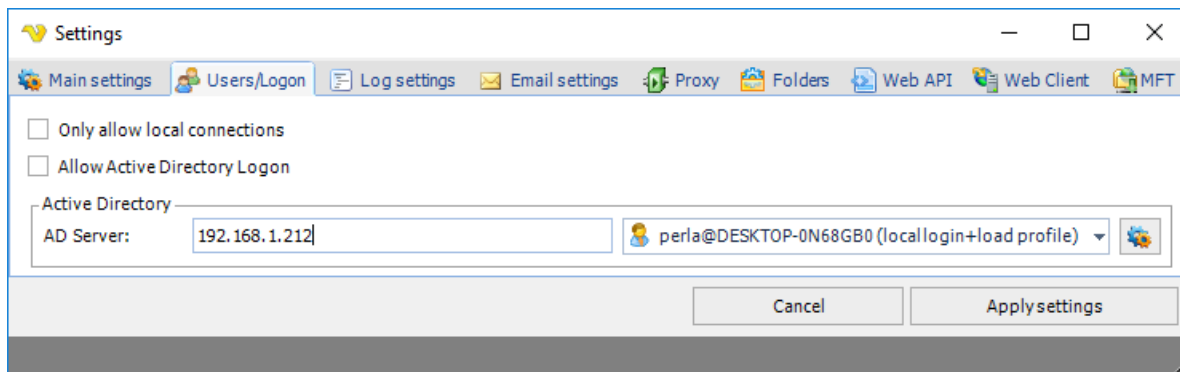 Settings
Main settings Users/Logon Log settings Email settings Proxy Folders Web API Web Client MFT
Only allow local connections
Allow Active Directory Logon
Active Directory
AD Server: 192.168.1.212 perla@DESKTOP-0N68GB0 (local login+load profile)
Cancel Apply settings